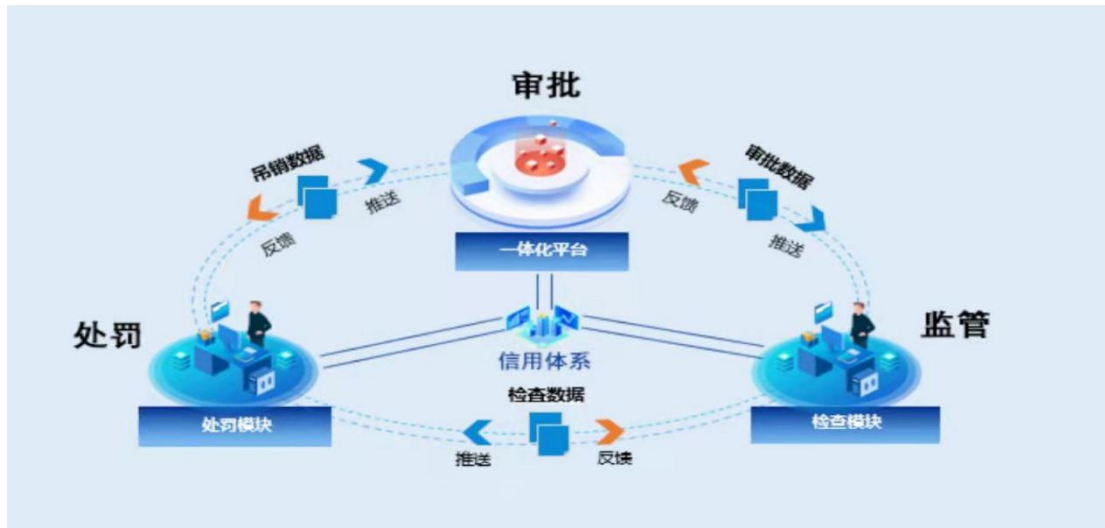 审批
吊销数据
推送
反馈
审批数据
反馈
推送
一体化平台
处罚
监管
信用体系
处罚模块
检查数据
检查模块
推送
反馈